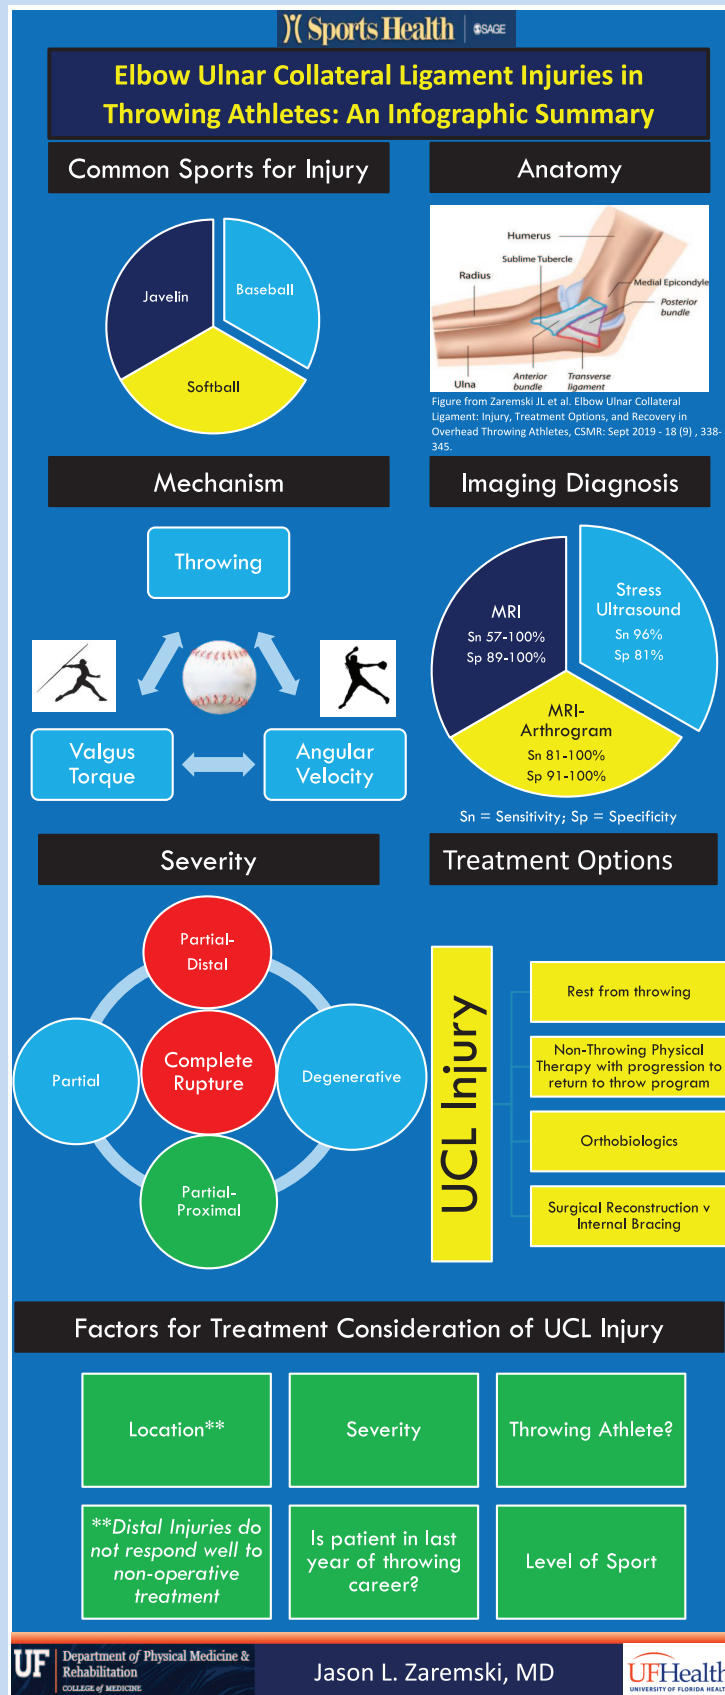 Sports Health
SAGE
Elbow Ulnar Collateral Ligament Injuries in
Throwing Athletes: An Infographic Summary
Common Sports for Injury
Javelin
Baseball
Softball
Anatomy
Humerus
Sublime Tubercle
Radius
Medial Epicondyle
Posterior
bundle
Ulna
Anterior
bundle
Transverse
ligament
Figure from Zaremski JL et al. Elbow Ulnar Collateral
Ligament: Injury, Treatment Options, and Recovery in
Overhead Throwing Athletes, CSMR: Sept 2019 - 18 (9) , 338-
345.
Mechanism
Throwing
Valgus
Torque
Angular
Velocity
Imaging Diagnosis
MRI
Sn 57-100%
Sp 89-100%
Stress
Ultrasound
Sn 96%
Sp 81%
MRI-
Arthrogram
Sn 81-100%
Sp 91-100%
Sn = Sensitivity; Sp = Specificity
Severity
Partial-
Distal
Partial
Complete
Rupture
Degenerative
Partial-
Proximal
Treatment Options
UCL Injury
Rest from throwing
Non-Throwing Physical
Therapy with progression to
return to throw program
Orthobiologics
Surgical Reconstruction v
Internal Bracing
Factors for Treatment Consideration of UCL Injury
Location**
Severity
Throwing Athlete?
**Distal Injuries do
not respond well to
non-operative
treatment
Is patient in last
year of throwing
career?
Level of Sport
UF
Department of Physical Medicine &
Rehabilitation
COLLEGE of MEDICINE
Jason L. Zaremski, MD
UFHealth
UNIVERSITY OF FLORIDA HEALT